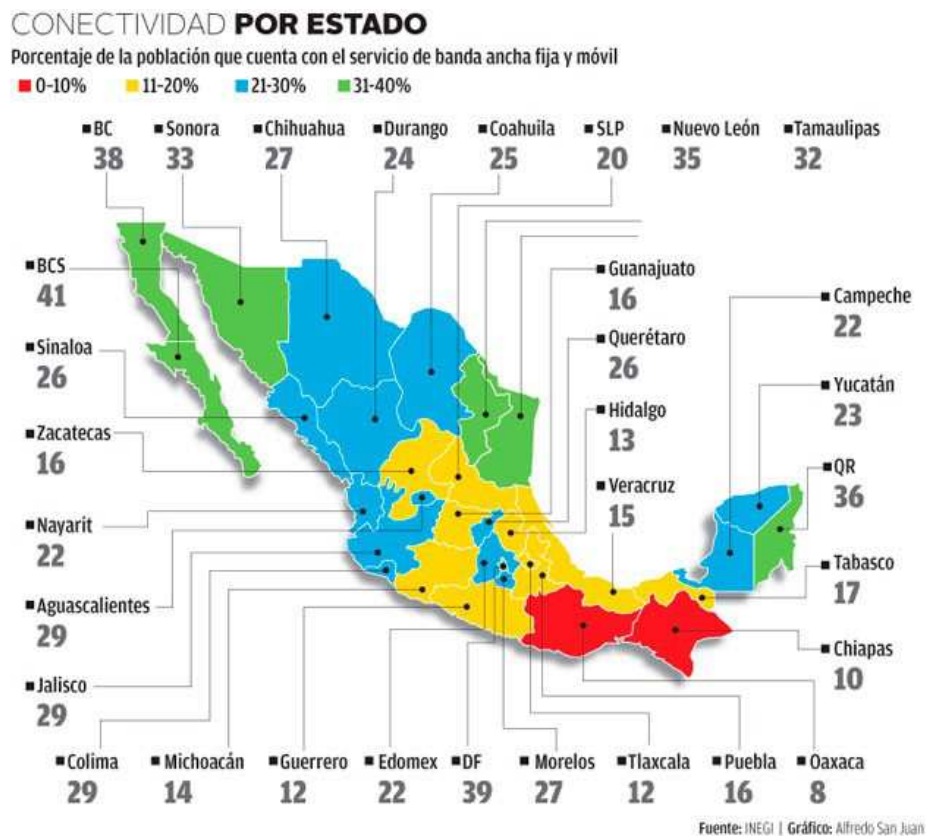 CONECTIVIDAD POR ESTADO
Porcentaje de la población que cuenta con el servicio de banda ancha fija y móvil
0-10% 11-20% 21-30% 31-40%
BC Sonora Chihuahua Durango Coahuila SLP Nuevo León Tamaulipas
38 33 27 24 25 20 35 32
BCS
41
Sinaloa
26
Zacatecas
16
Nayarit
22
Aguascalientes
29
Jalisco
29
Guanajuato
16
Querétaro
26
Hidalgo
13
Veracruz
15
Campeche
22
Yucatán
23
QR
36
Tabasco
17
Chiapas
10
Colima Michoacán Guerrero Edomex DF Morelos Tlaxcala Puebla Oaxaca
29 14 12 22 39 27 12 16 8
Fuente: INEGI | Gráfico: Alfredo San Juan